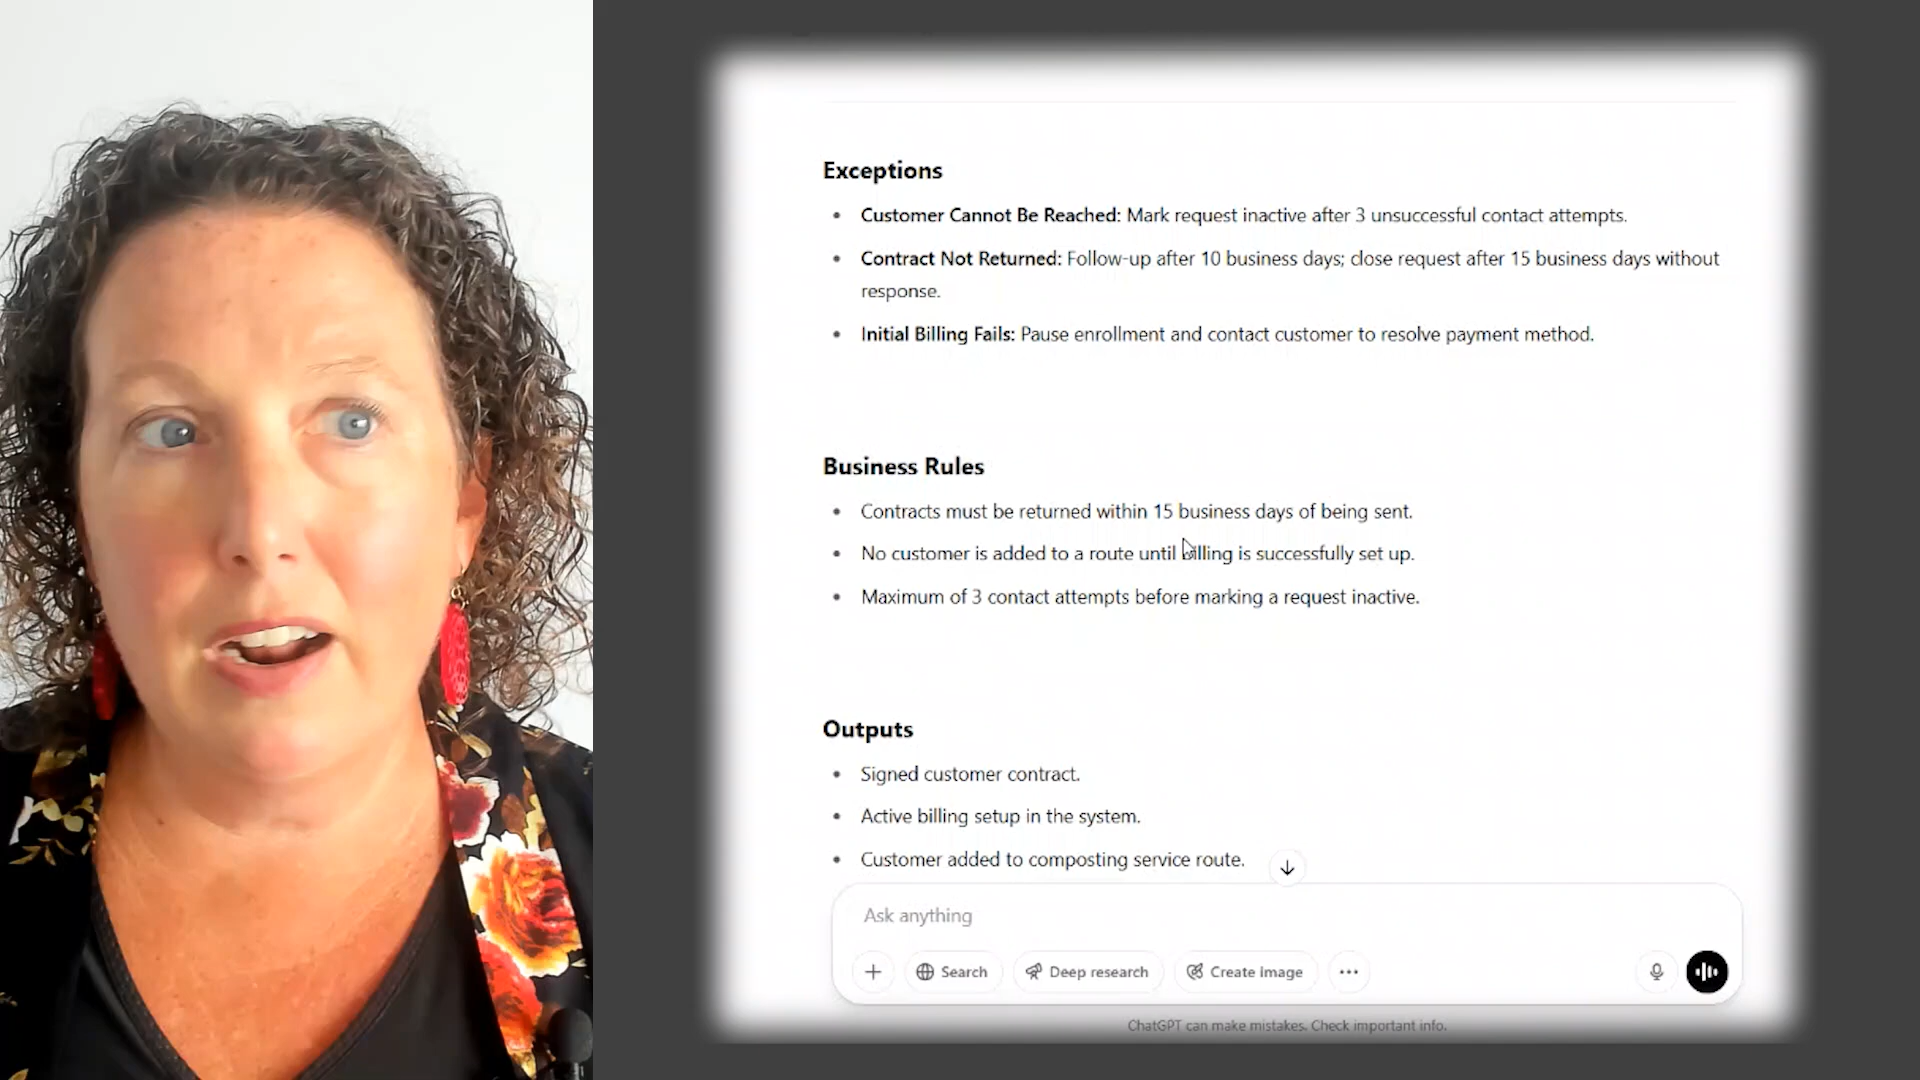 Exceptions
• Customer Cannot Be Reached: Mark request inactive after 3 unsuccessful contact attempts.
• Contract Not Returned: Follow-up after 10 business days; close request after 15 business days without
response.
• Initial Billing Fails: Pause enrollment and contact customer to resolve payment method.
Business Rules
• Contracts must be returned within 15 business days of being sent.
• No customer is added to a route until billing is successfully set up.
• Maximum of 3 contact attempts before marking a request inactive.
Outputs
• Signed customer contract.
• Active billing setup in the system.
• Customer added to composting service route.
Ask anything
Search
Deep research
Create image
ChatGPT can make mistakes. Check important info.